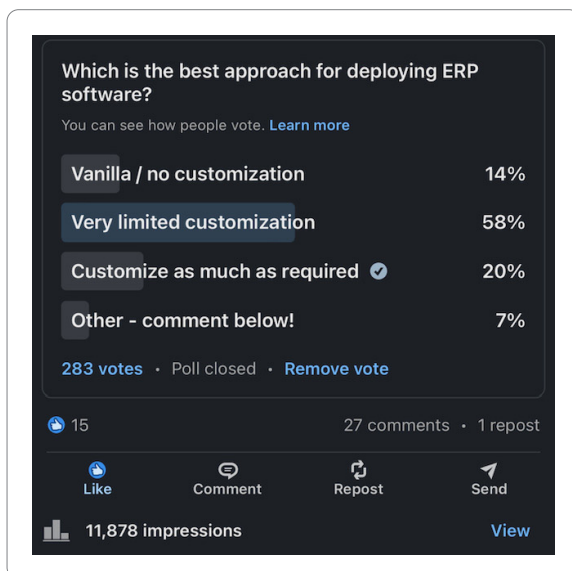 Which is the best approach for deploying ERP
software?
You can see how people vote. Learn more
Vanilla / no customization 14%
Very limited customization 58%
Customize as much as required 20%
Other - comment below! 7%
283 votes • Poll closed • Remove vote
15 27 comments • 1 repost
Like Comment Repost Send
11,878 impressions View